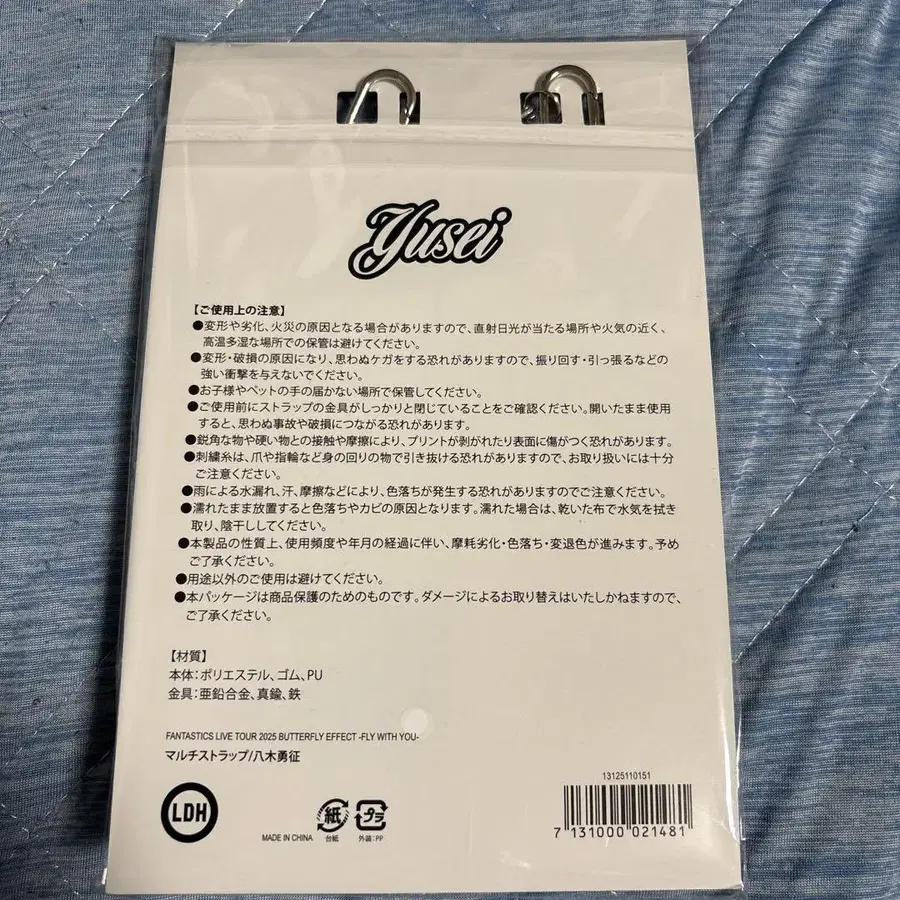 Yusei
【ご使用上の注意】
●変形や劣化、火災の原因となる場合がありますので、直射日光が当たる場所や火気の近く、
高温多湿な場所での保管は避けてください。
●変形・破損の原因になり、思わぬケガをする恐れがありますので、振り回す・引っ張るなどの
強い衝撃を与えないでください。
●お子様やペットの手の届かない場所で保管してください。
●ご使用前にストラップの金具がしっかりと閉じていることをご確認ください。開いたまま使用
すると、思わぬ事故や破損につながる恐れがあります。
●鋭角な物や硬い物との接触や摩擦により、プリントが剥がれたり表面に傷がつく恐れがあります。
●刺繍糸は、爪や指輪など身の回りの物で引き抜ける恐れがありますので、お取り扱いには十分
ご注意ください。
●雨による水漏れ、汗、摩擦などにより、色落ちが発生する恐れがありますのでご注意ください。
●濡れたまま放置すると色落ちやカビの原因となります。濡れた場合は、乾いた布で水気を拭き
取り、陰干ししてください。
●本製品の性質上、使用頻度や年月の経過に伴い、摩耗劣化・色落ち・変退色が進みます。予め
ご了承ください。
●用途以外のご使用は避けてください。
●本パッケージは商品保護のためのものです。ダメージによるお取り替えはいたしかねますので、
ご了承ください。
【材質】
本体:ポリエステル、ゴム、PU
金具:亜鉛合金、真鍮、鉄
FANTASTICS LIVE TOUR 2025 BUTTERFLY EFFECT -FLY WITH YOU-
マルチストラップ/八木勇征
LDH
MADE IN CHINA
紙
台紙
プラ
外装:PP
13125110151
7 131000 021481